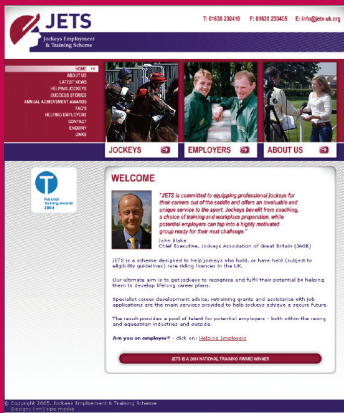 JETS
Jockeys Employment
& Training Scheme
T: 01635 230410 F: 01635 230405 E: info@jets-uk.org
HOME
ABOUT US
LATEST NEWS
HELPING JOCKEYS
SUCCESS STORIES
ANNUAL ACHIEVEMENT AWARDS
FAQ'S
HELPING EMPLOYERS
CONTACT
ENQUIRY
LINKS
JOCKEYS
EMPLOYERS
ABOUT US
National
Training Awards
2004
WELCOME
"JETS is committed to equipping professional jockeys for
their careers out of the saddle and offers an invaluable and
unique service to the sport. Jockeys benefit from coaching,
a choice of training and workplace preparation, while
potential employers can tap into a highly motivated
group ready for their next challenge."
John Blake
Chief Executive, Jockeys Association of Great Britain (JAGB)
JETS is a scheme designed to help jockeys who hold, or have held (subject to
eligibility guidelines) race riding licences in the UK.
Our ultimate aim is to get jockeys to recognise and fulfil their potential by helping
them to develop lifelong career plans.
Specialist career development advice, retraining grants and assistance with job
applications are the main services provided to help jockeys achieve a secure future.
The result provides a pool of talent for potential employers - both within the racing
and equestrian industries and outside.
Are you an employer? - click on: Helping Employers
JETS IS A 2004 NATIONAL TRAINING AWARD WINNER
© Copyright 2005, Jockeys Employment & Training Scheme